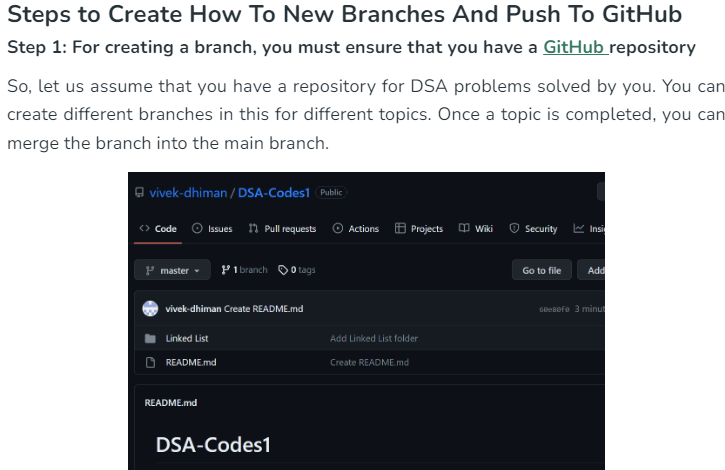 Steps to Create How To New Branches And Push To GitHub
Step 1: For creating a branch, you must ensure that you have a GitHub repository
So, let us assume that you have a repository for DSA problems solved by you. You can
create different branches in this for different topics. Once a topic is completed, you can
merge the branch into the main branch.
vivek-dhiman / DSA-Codes1 Public
Code Issues Pull requests Actions Projects Wiki Security Insi
master 1 branch 0 tags Go to file Add
vivek-dhiman Create README.md 3 minut
Linked List Add Linked List folder
README.md Create README.md
README.md
DSA-Codes1